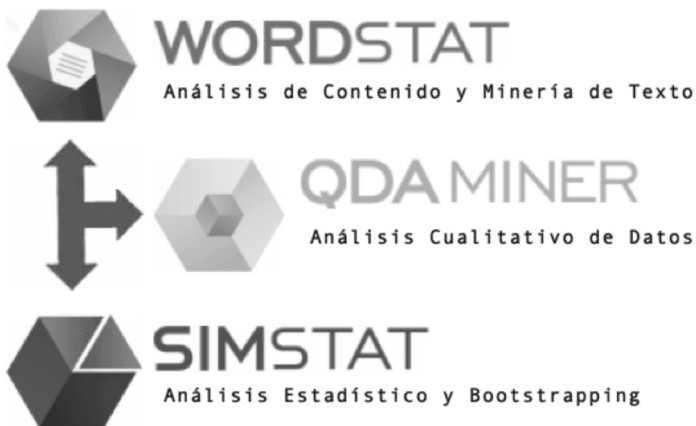 WORDSTAT
Análisis de Contenido y Minería de Texto
QDA MINER
Análisis Cualitativo de Datos
SIMSTAT
Análisis Estadístico y Bootstrapping